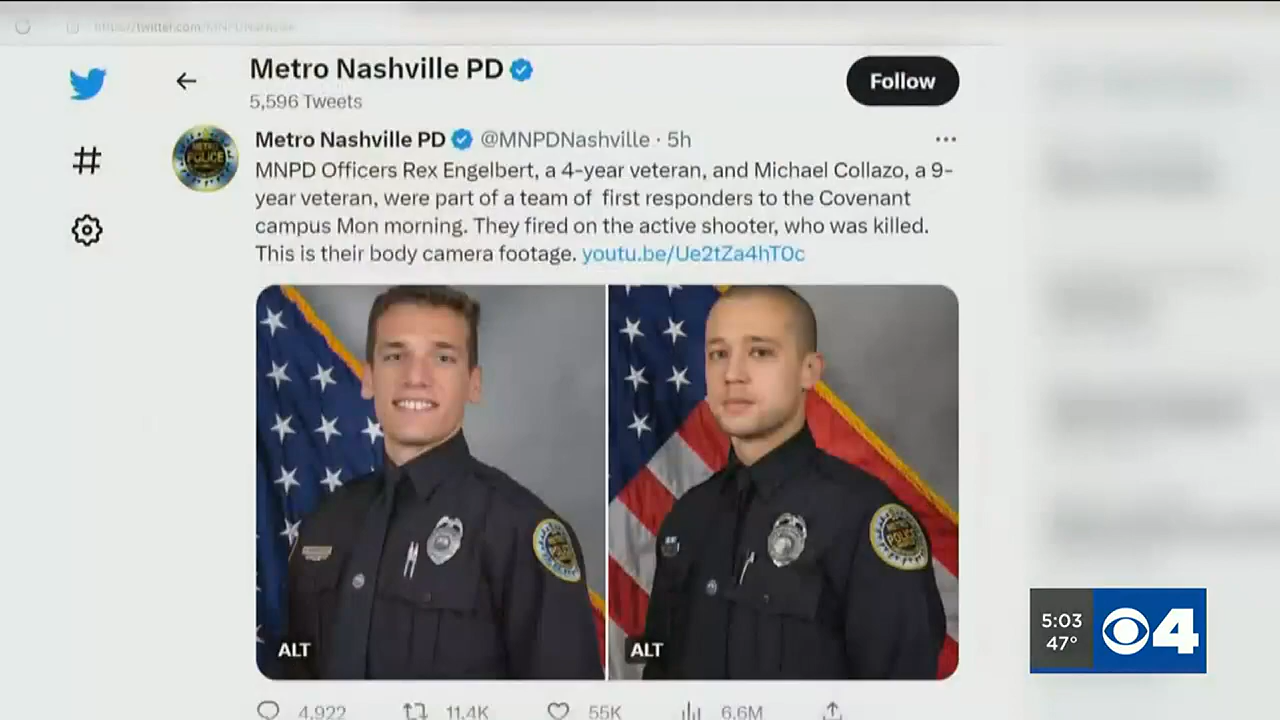 Metro Nashville PD
5,596 Tweets
Follow
Metro Nashville PD @MNPDNashville · 5h
MNPD Officers Rex Engelbert, a 4-year veteran, and Michael Collazo, a 9-
year veteran, were part of a team of first responders to the Covenant
campus Mon morning. They fired on the active shooter, who was killed.
This is their body camera footage. youtu.be/Ue2tZa4hT0c
METRO
POLICE
ALT
ALT
4,922 11.4K 55K 6.6M
5:03
47°
4